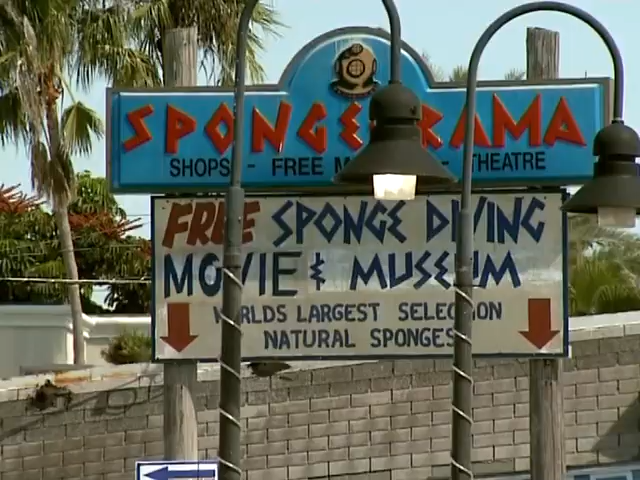 SPONGERAMA
SHOPS - FREE THEATRE
FREE SPONGE DIVING
MOVIE & MUSEUM
WORLDS LARGEST SELECTION
NATURAL SPONGES